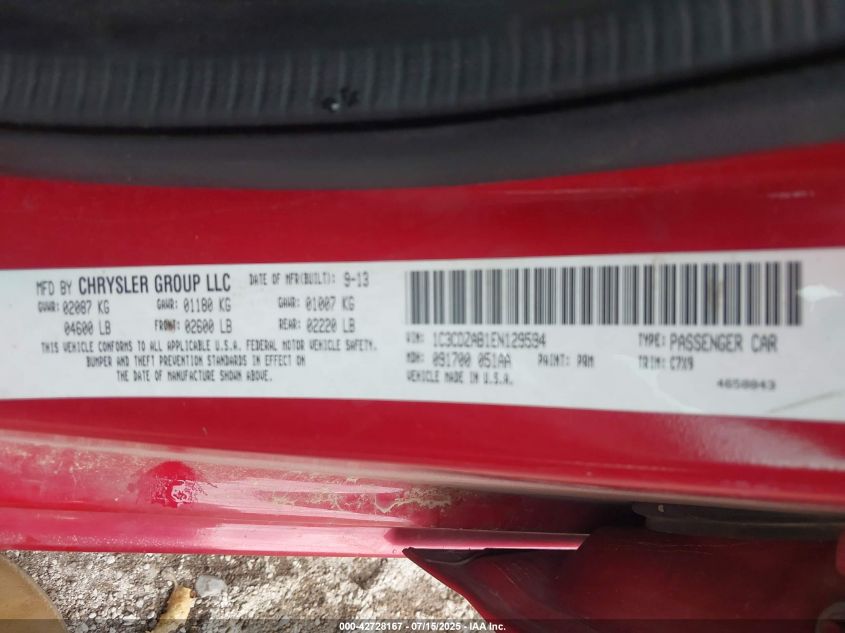 MFD BY CHRYSLER GROUP LLC DATE OF MFR(BUILT): 9-13
GVWR: 02087 KG GAWR: 01180 KG GAWR: 01007 KG
04600 LB FRONT: 02600 LB REAR: 02220 LB
THIS VEHICLE CONFORMS TO ALL APPLICABLE U.S.A. FEDERAL MOTOR VEHICLE SAFETY,
BUMPER AND THEFT PREVENTION STANDARDS IN EFFECT ON
THE DATE OF MANUFACTURE SHOWN ABOVE.
VIN: 1C3CDZAB1EN129594 TYPE: PASSENGER CAR
MDH: 091700 051AA PAINT: PRM TRIM: C7X9
VEHICLE MADE IN U.S.A.
4658843
000-42728167 - 07/15/2025 - IAA Inc.